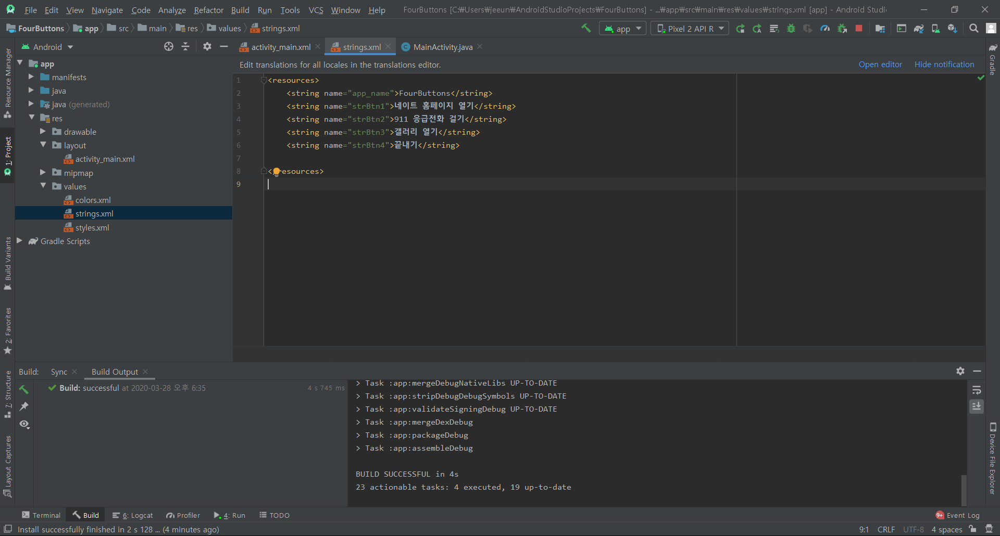 File Edit View Navigate Code Analyze Refactor Build Run Tools VCS Window Help FourButtons [C:₩Users₩jeeun₩AndroidStudioProjects₩FourButtons] - ...₩app₩src₩main₩res₩values₩strings.xml [app] - Android Studi
FourButtons app src main res values strings.xml app Pixel 2 API R
Android activity_main.xml strings.xml MainActivity.java
Edit translations for all locales in the translations editor. Open editor Hide notification
Resource Manager
1: Project
Build Variants
2: Favorites
7: Structure
Layout Captures
app
manifests
java
java (generated)
res
drawable
layout
activity_main.xml
mipmap
values
colors.xml
strings.xml
styles.xml
Gradle Scripts
1 <resources>
2 <string name="app_name">FourButtons</string>
3 <string name="strBtn1">네이트 홈페이지 열기</string>
4 <string name="strBtn2">911 응급전화 걸기</string>
5 <string name="strBtn3">갤러리 열기</string>
6 <string name="strBtn4">끝내기</string>
7
8 < resources>
9
Gradle
Device File Explorer
Build: Sync Build Output
Build: successful at 2020-03-28 오후 6:35 4 s 745 ms
> Task :app:mergeDebugNativeLibs UP-TO-DATE
> Task :app:stripDebugDebugSymbols UP-TO-DATE
> Task :app:validateSigningDebug UP-TO-DATE
> Task :app:mergeDexDebug
> Task :app:packageDebug
> Task :app:assembleDebug
BUILD SUCCESSFUL in 4s
23 actionable tasks: 4 executed, 19 up-to-date
Terminal Build 6: Logcat Profiler 4: Run TODO 9+ Event Log
Install successfully finished in 2 s 128 ... (4 minutes ago) 9:1 CRLF UTF-8 4 spaces